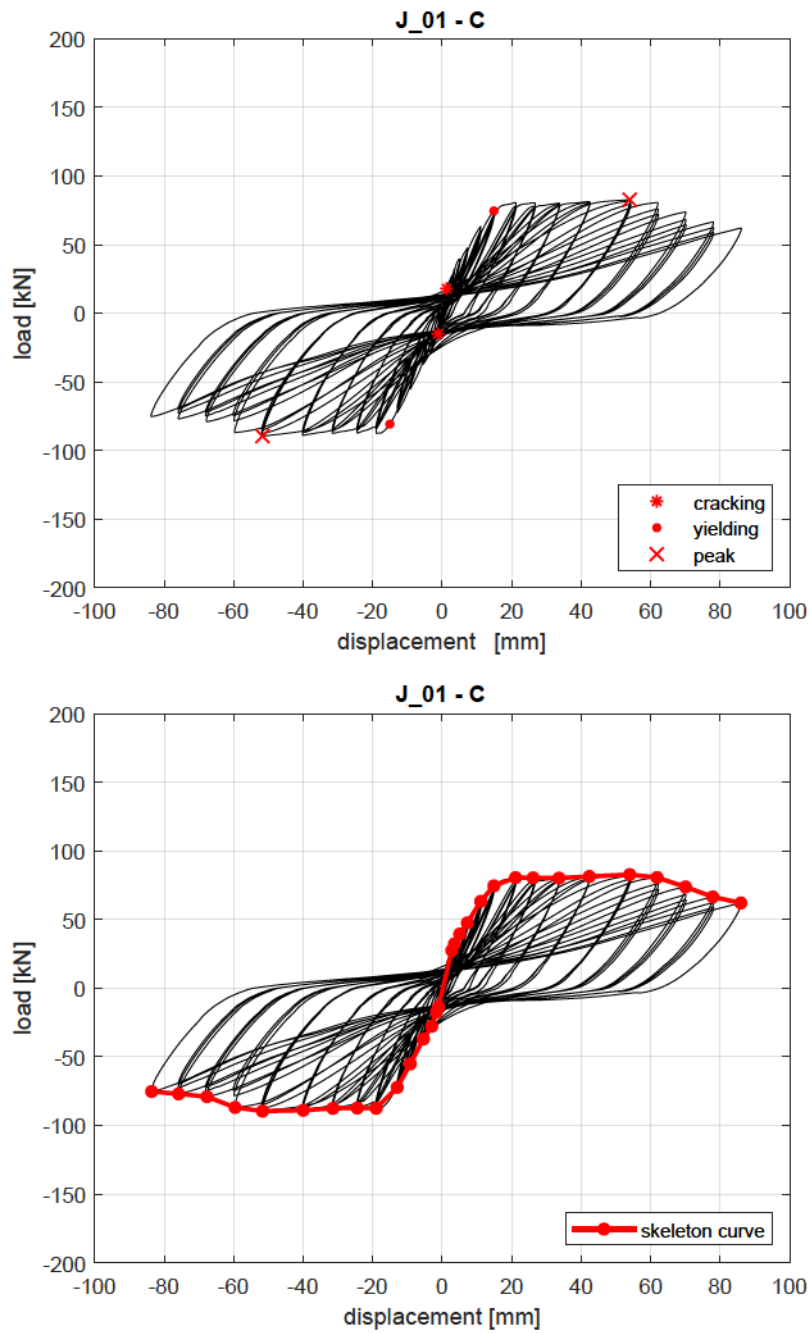 J_01 - C
200
150
100
50
0
-50
-100
-150
-200
load [kN]
cracking
yielding
peak
-100 -80 -60 -40 -20 0 20 40 60 80 100
displacement [mm]
J_01 - C
200
150
100
50
0
-50
-100
-150
-200
load [kN]
skeleton curve
-100 -80 -60 -40 -20 0 20 40 60 80 100
displacement [mm]